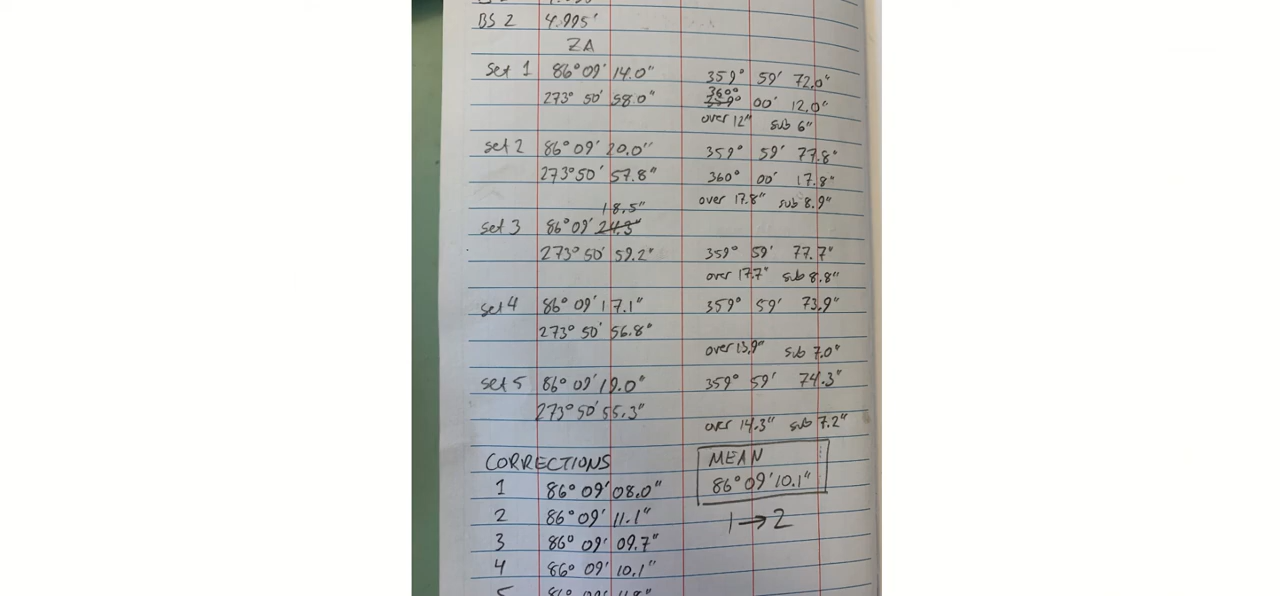 BS 2 4.995'
ZA
Set 1 86° 09' 14.0" 359° 59' 72.0"
360°
273° 50' 58.0" 359° 00' 12.0"
over 12" sub 6"
set 2 86° 09' 20.0" 359° 59' 77.8"
273° 50' 57.8" 360° 00' 17.8"
over 17.8" sub 8.9"
18.5"
set 3 86° 09' 24.3"
273° 50' 59.2" 359° 59' 77.7"
over 17.7" sub 8.8"
set 4 86° 09' 17.1" 359° 59' 73.9"
273° 50' 56.8"
over 13.9" sub 7.0"
set 5 86° 09' 19.0" 359° 59' 74.3"
273° 50' 55.3"
over 14.3" sub 7.2"
CORRECTIONS MEAN
1 86° 09' 08.0" 86° 09' 10.1"
2 86° 09' 11.1" 1 → 2
3 86° 09' 09.7"
4 86° 09' 10.1"